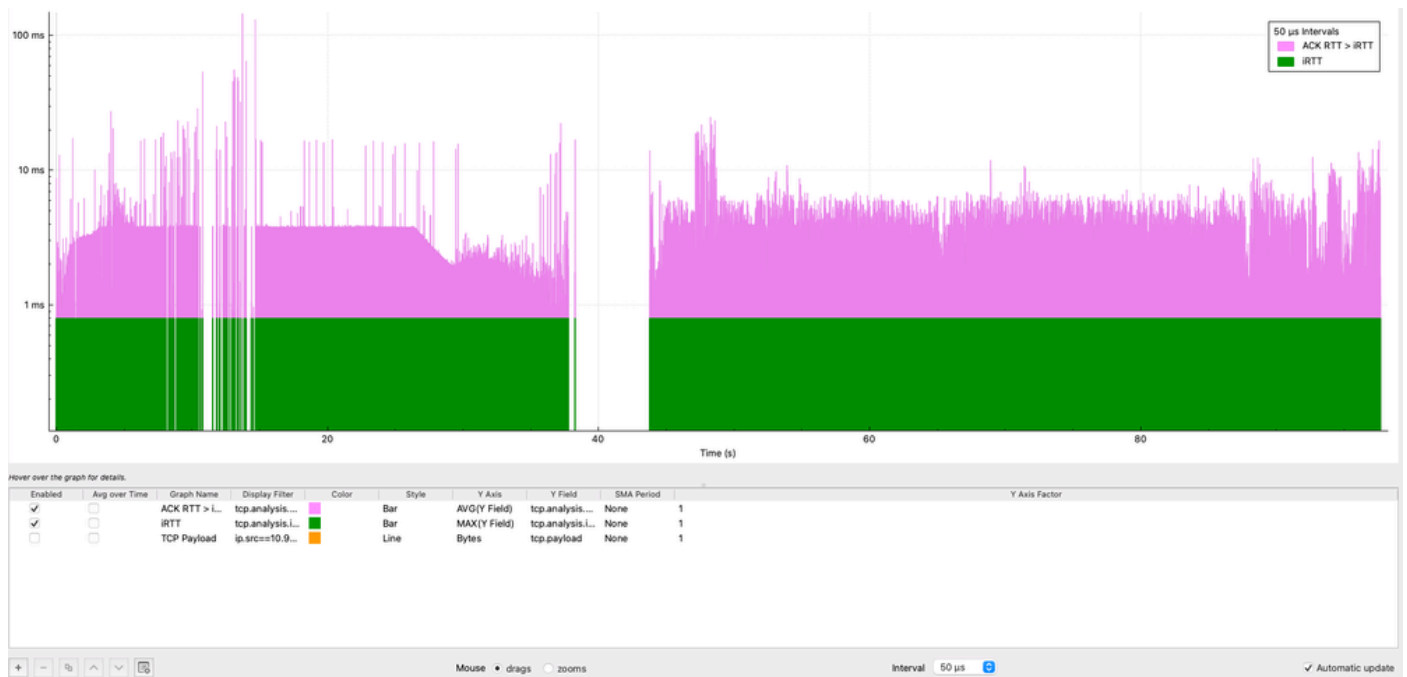 100 ms
10 ms
1 ms
50 µs Intervals
ACK RTT > iRTT
iRTT
0 20 40 60 80
Time (s)
Hover over the graph for details.
Enabled Avg over Time Graph Name Display Filter Color Style Y Axis Y Field SMA Period Y Axis Factor
ACK RTT > i... tcp.analysis.... Bar AVG(Y Field) tcp.analysis.... None 1
iRTT tcp.analysis.i... Bar MAX(Y Field) tcp.analysis.i... None 1
TCP Payload ip.src==10.9... Line Bytes tcp.payload None 1
Mouse drags zooms Interval 50 µs Automatic update